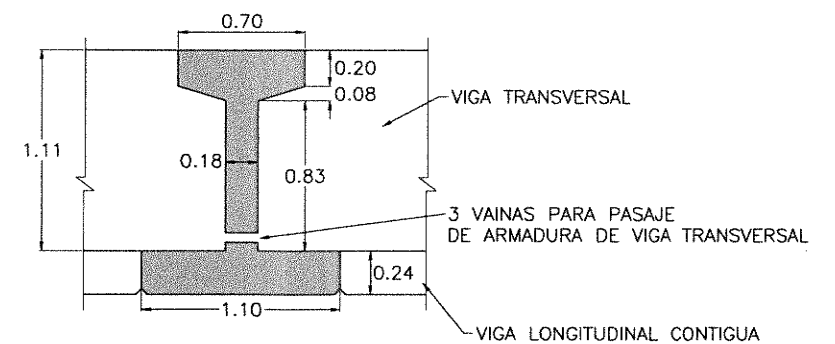 0.70
0.20
0.08
VIGA TRANSVERSAL
1.11
0.18
0.83
3 VAINAS PARA PASAJE
DE ARMADURA DE VIGA TRANSVERSAL
0.24
1.10
VIGA LONGITUDINAL CONTIGUA